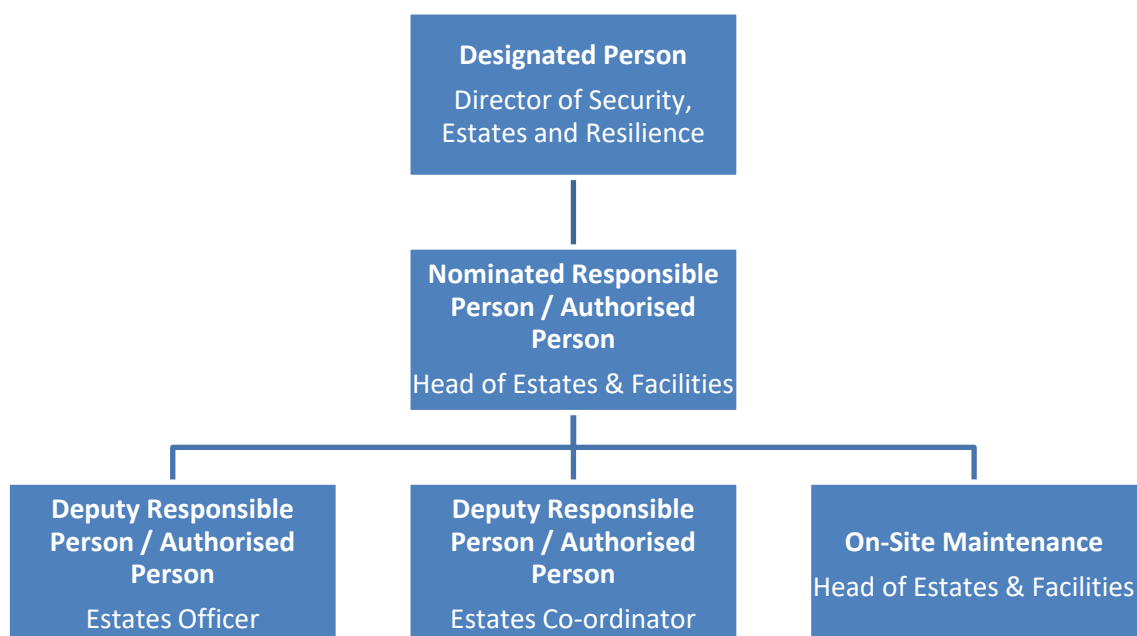 Designated Person
Director of Security,
Estates and Resilience
Nominated Responsible
Person / Authorised
Person
Head of Estates & Facilities
Deputy Responsible
Person / Authorised
Person
Estates Officer
Deputy Responsible
Person / Authorised
Person
Estates Co-ordinator
On-Site Maintenance
Head of Estates & Facilities